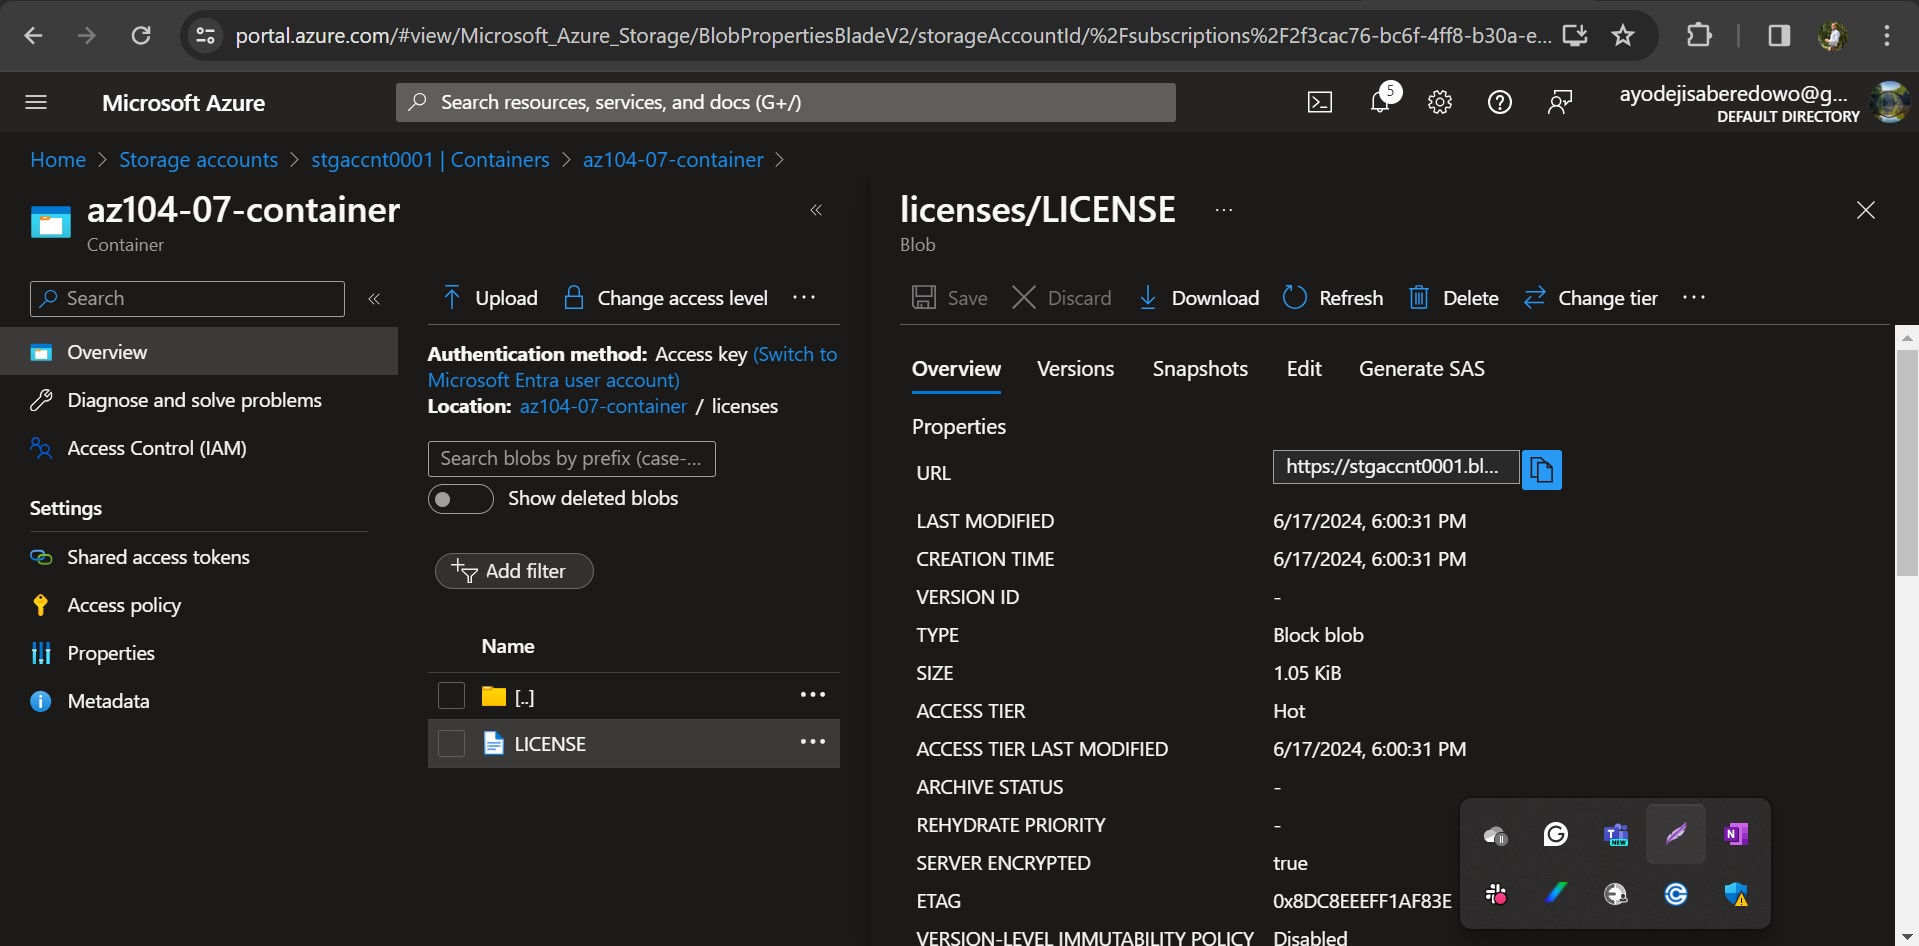 portal.azure.com/#view/Microsoft_Azure_Storage/BlobPropertiesBladeV2/storageAccountId/%2Fsubscriptions%2F2f3cac76-bc6f-4ff8-b30a-e...
Microsoft Azure
Search resources, services, and docs (G+/)
5
ayodejisaberedowo@g...
DEFAULT DIRECTORY
Home > Storage accounts > stgaccnt0001 | Containers > az104-07-container >
az104-07-container
Container
Search
Overview
Diagnose and solve problems
Access Control (IAM)
Settings
Shared access tokens
Access policy
Properties
Metadata
Upload Change access level ...
Authentication method: Access key (Switch to
Microsoft Entra user account)
Location: az104-07-container / licenses
Search blobs by prefix (case-...
Show deleted blobs
Add filter
Name
[..]
LICENSE
licenses/LICENSE ...
Blob
Save Discard Download Refresh Delete Change tier ...
Overview Versions Snapshots Edit Generate SAS
Properties
URL https://stgaccnt0001.bl...
LAST MODIFIED 6/17/2024, 6:00:31 PM
CREATION TIME 6/17/2024, 6:00:31 PM
VERSION ID -
TYPE Block blob
SIZE 1.05 KiB
ACCESS TIER Hot
ACCESS TIER LAST MODIFIED 6/17/2024, 6:00:31 PM
ARCHIVE STATUS -
REHYDRATE PRIORITY -
SERVER ENCRYPTED true
ETAG 0x8DC8EEEFF1AF83E
VERSION-LEVEL IMMUTABILITY POLICY Disabled